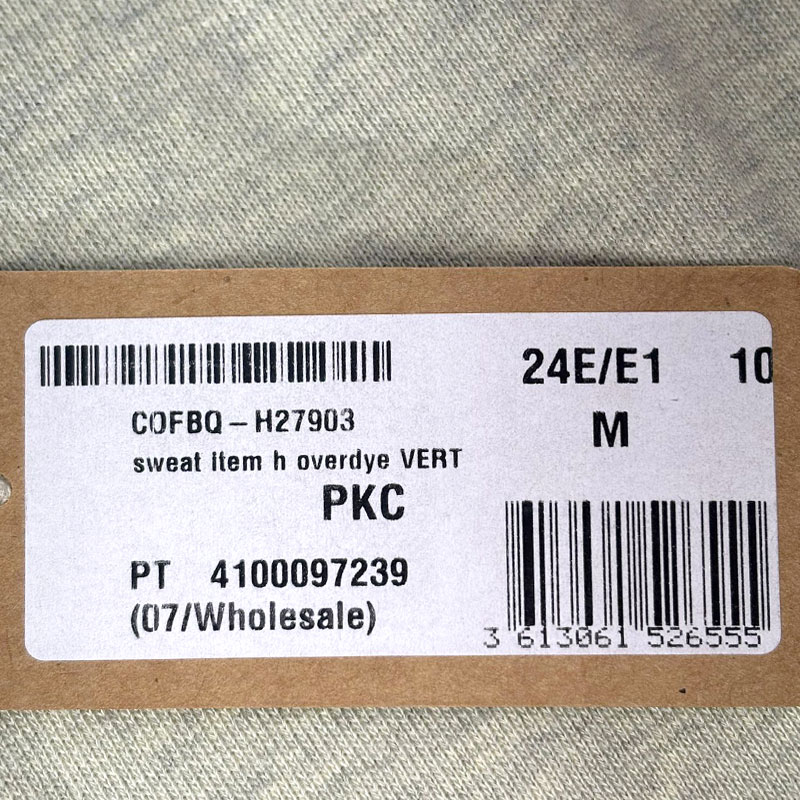 24E/E1 10
COFBQ – H27903
M
sweat item h overdye VERT
PKC
PT 4100097239
(07/Wholesale)
3 613061 526555